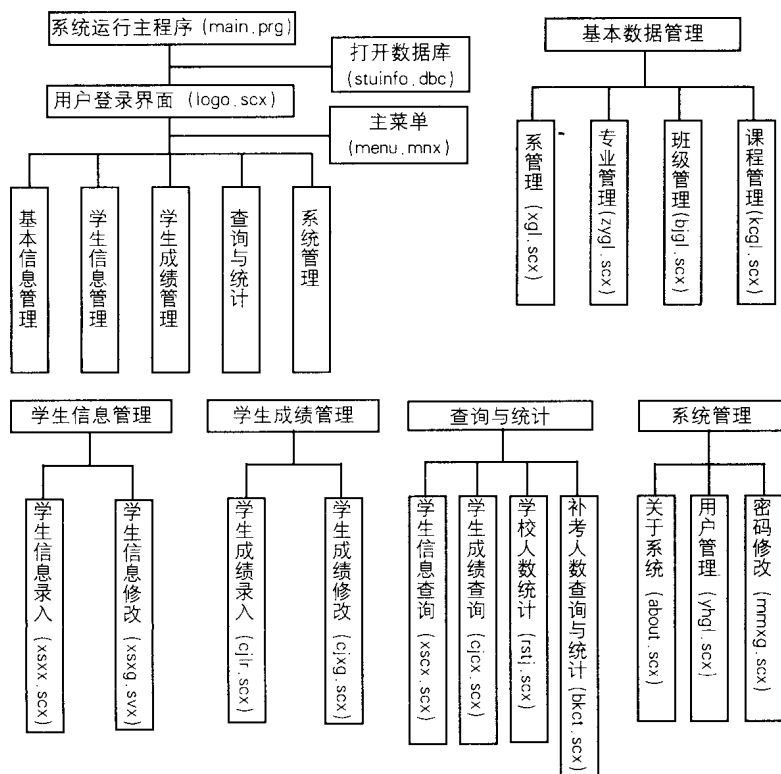 系统运行主程序(main.prg)
打开数据库
(stuinfo.dbc)
用户登录界面 (logo.scx)
主菜单
(menu.mnx)
基本信息管理
学生信息管理
学生成绩管理
查询与统计
系统管理
基本数据管理
系管理(xgl.scx)
专业管理(zygl.scx)
班级管理(bjgl.scx)
课程管理(kcgl.scx)
学生信息管理
学生信息录入(xsxx.scx)
学生信息修改(xsxg.svx)
学生成绩管理
学生成绩录入(cjlr.scx)
学生成绩修改(cjxg.scx)
查询与统计
学生信息查询(xscx.scx)
学生成绩查询(cjcx.scx)
学校人数统计(rstj.scx)
补考人数查询与统计(bkct.scx)
系统管理
关于系统(about.scx)
用户管理(yhgl.scx)
密码修改(mmxg.scx)